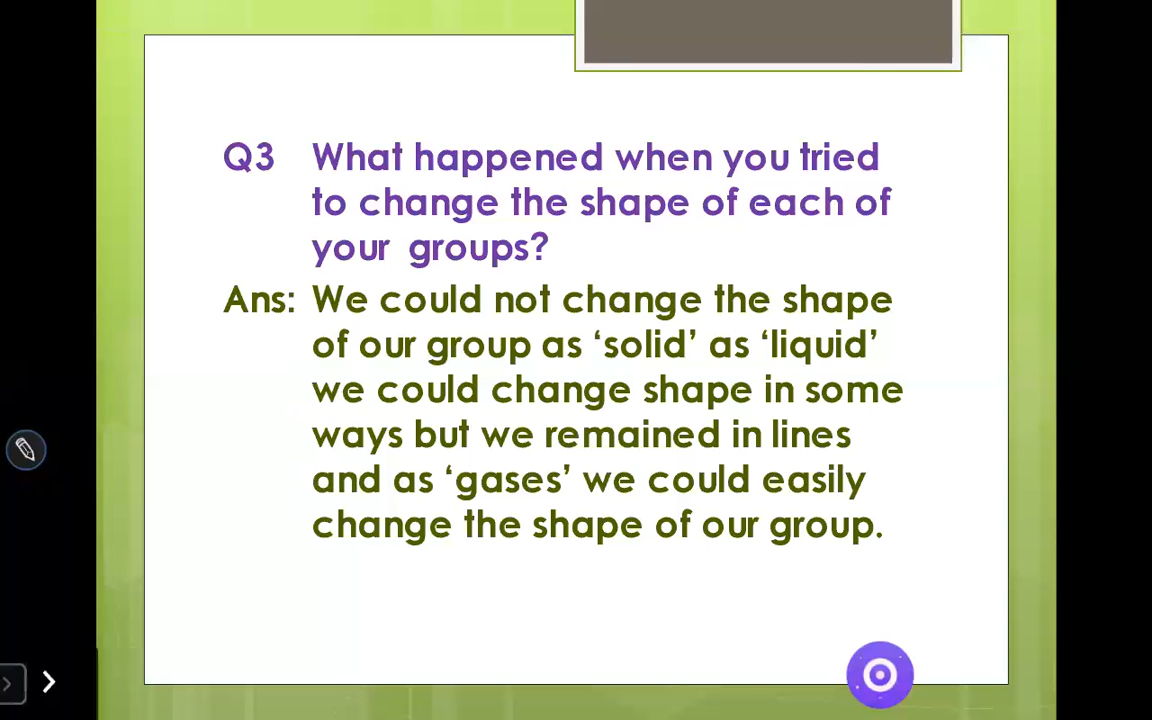 Q3 What happened when you tried
to change the shape of each of
your groups?
Ans: We could not change the shape
of our group as ‘solid’ as ‘liquid’
we could change shape in some
ways but we remained in lines
and as ‘gases’ we could easily
change the shape of our group.